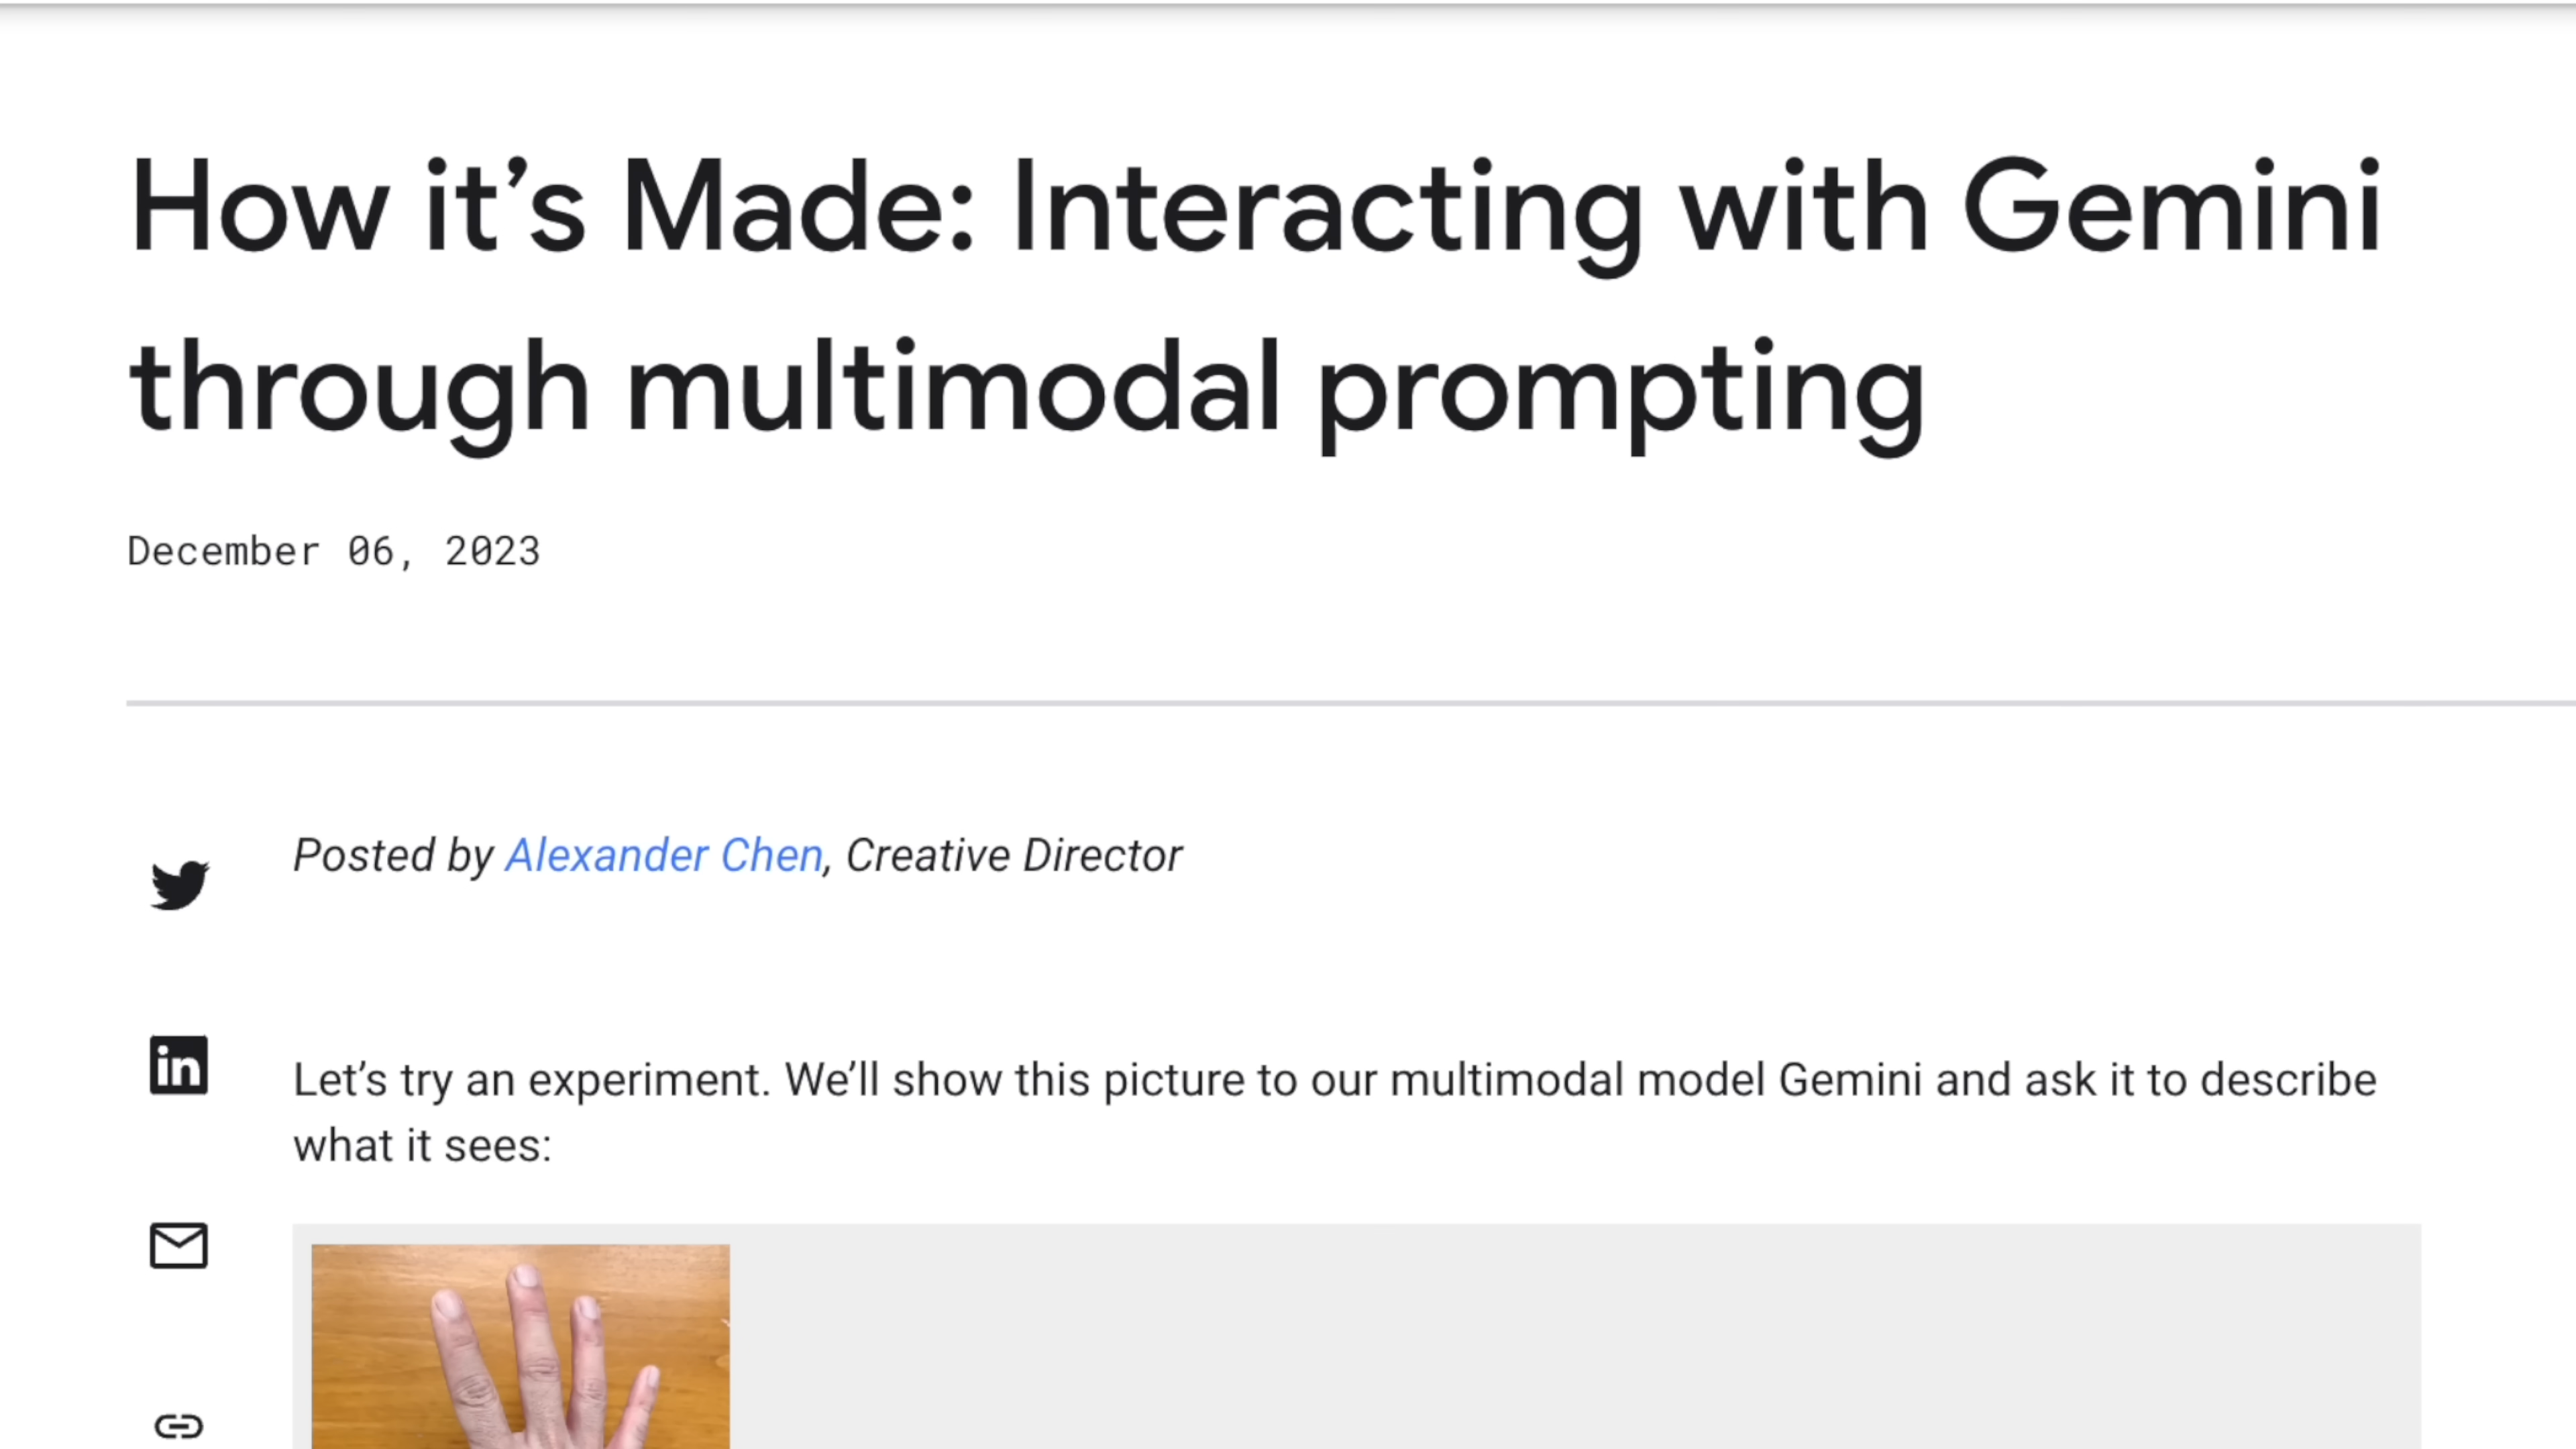 How it’s Made: Interacting with Gemini
through multimodal prompting
December 06, 2023
Posted by Alexander Chen, Creative Director
in
Let’s try an experiment. We’ll show this picture to our multimodal model Gemini and ask it to describe
what it sees: